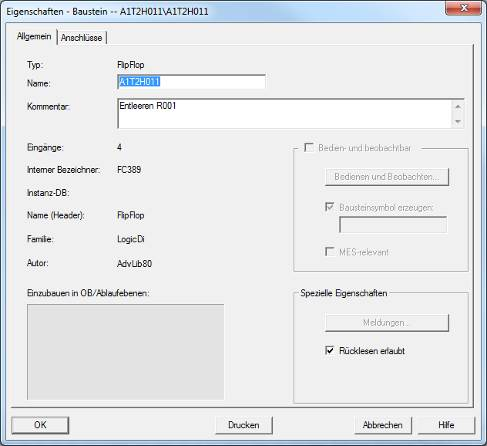 Eigenschaften - Baustein -- A1T2H011\A1T2H011
Allgemein Anschlüsse
Typ: FlipFlop
Name: A1T2H011
Kommentar: Entleeren R001
Eingänge: 4
Bedien- und beobachtbar
Interner Bezeichner: FC389
Bedienen und Beobachten...
Instanz-DB:
Bausteinsymbol erzeugen:
Name (Header): FlipFlop
Familie: LogicDi
MES-relevant
Autor: AdvLib80
Einzubauen in OB/Ablaufebenen:
Spezielle Eigenschaften
Meldungen...
Rücklesen erlaubt
OK Drucken Abbrechen Hilfe